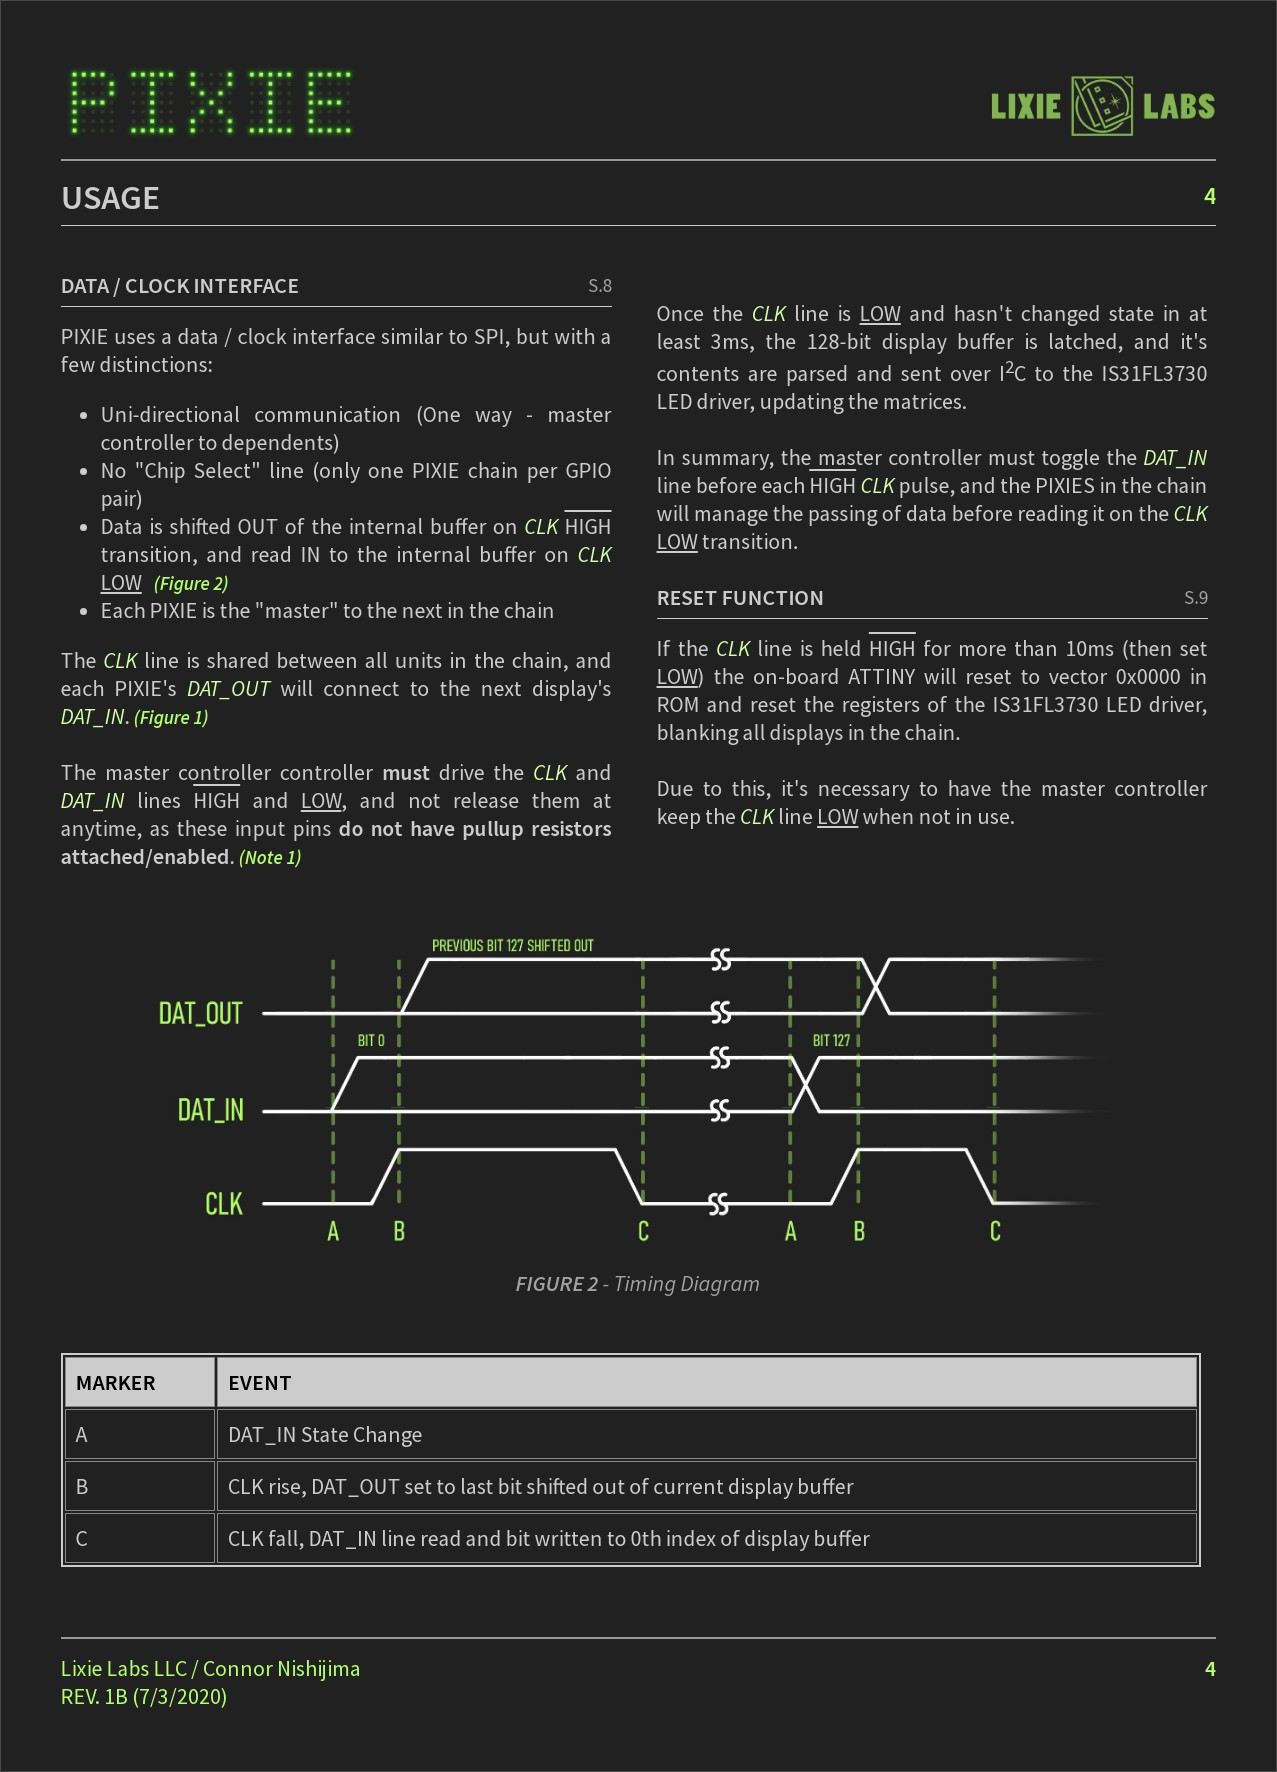 PIXIE
LIXIE LABS
USAGE
4
DATA / CLOCK INTERFACE S.8
PIXIE uses a data / clock interface similar to SPI, but with a
few distinctions:
• Uni-directional communication (One way - master
controller to dependents)
• No "Chip Select" line (only one PIXIE chain per GPIO
pair)
• Data is shifted OUT of the internal buffer on CLK HIGH
transition, and read IN to the internal buffer on CLK
LOW (Figure 2)
• Each PIXIE is the "master" to the next in the chain
The CLK line is shared between all units in the chain, and
each PIXIE's DAT_OUT will connect to the next display's
DAT_IN. (Figure 1)
The master controller controller must drive the CLK and
DAT_IN lines HIGH and LOW, and not release them at
anytime, as these input pins do not have pullup resistors
attached/enabled. (Note 1)
Once the CLK line is LOW and hasn't changed state in at
least 3ms, the 128-bit display buffer is latched, and it's
contents are parsed and sent over I²C to the IS31FL3730
LED driver, updating the matrices.
In summary, the master controller must toggle the DAT_IN
line before each HIGH CLK pulse, and the PIXIES in the chain
will manage the passing of data before reading it on the CLK
LOW transition.
RESET FUNCTION S.9
If the CLK line is held HIGH for more than 10ms (then set
LOW) the on-board ATTINY will reset to vector 0x0000 in
ROM and reset the registers of the IS31FL3730 LED driver,
blanking all displays in the chain.
Due to this, it's necessary to have the master controller
keep the CLK line LOW when not in use.
PREVIOUS BIT 127 SHIFTED OUT
DAT_OUT
BIT 0 BIT 127
DAT_IN
CLK
A B C A B C
FIGURE 2 - Timing Diagram
MARKER EVENT
A DAT_IN State Change
B CLK rise, DAT_OUT set to last bit shifted out of current display buffer
C CLK fall, DAT_IN line read and bit written to 0th index of display buffer
Lixie Labs LLC / Connor Nishijima 4
REV. 1B (7/3/2020)